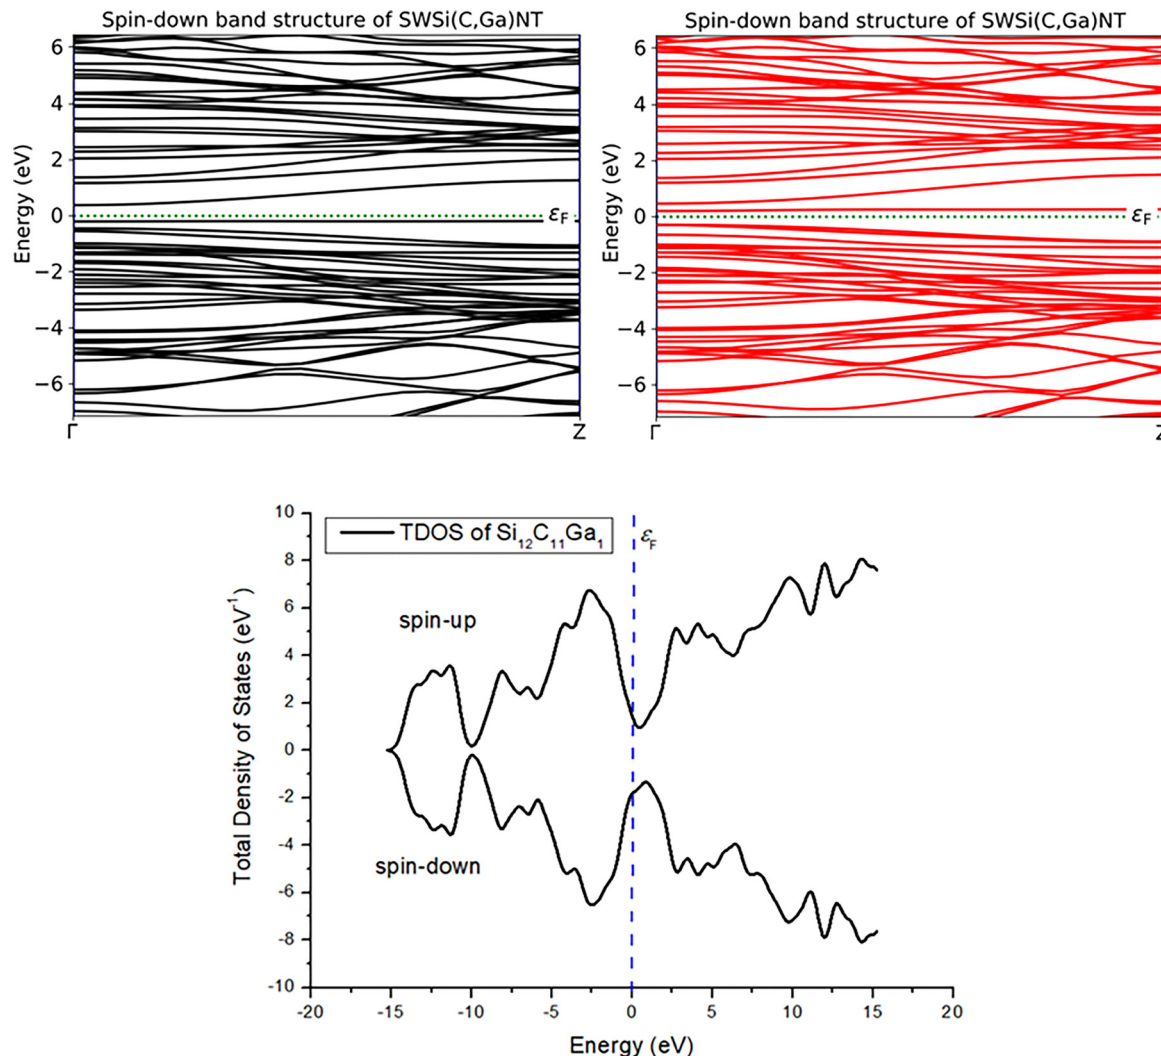 Spin-down band structure of SWSi(C,Ga)NT
Energy (eV)
6
4
2
0
−2
−4
−6
ε_F
Γ
Z
Spin-down band structure of SWSi(C,Ga)NT
Energy (eV)
6
4
2
0
−2
−4
−6
ε_F
Γ
Z
Total Density of States (eV⁻¹)
10
8
6
4
2
0
-2
-4
-6
-8
-10
TDOS of Si₁₂C₁₁Ga₁
ε_F
spin-up
spin-down
-20 -15 -10 -5 0 5 10 15 20
Energy (eV)